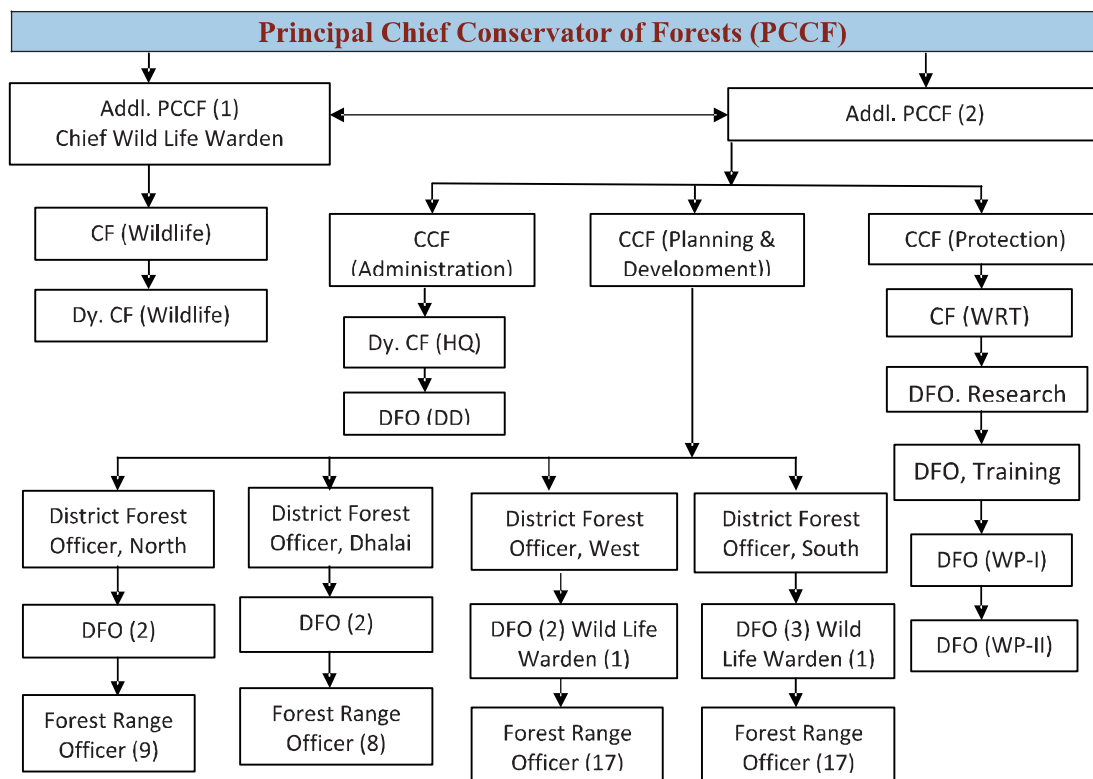 Principal Chief Conservator of Forests (PCCF)
Addl. PCCF (1)
Chief Wild Life Warden
Addl. PCCF (2)
CF (Wildlife)
Dy. CF (Wildlife)
CCF
(Administration)
Dy. CF (HQ)
DFO (DD)
CCF (Planning &
Development))
CCF (Protection)
CF (WRT)
DFO. Research
DFO, Training
DFO (WP-I)
DFO (WP-II)
District Forest
Officer, North
DFO (2)
Forest Range
Officer (9)
District Forest
Officer, Dhalai
DFO (2)
Forest Range
Officer (8)
District Forest
Officer, West
DFO (2) Wild Life
Warden (1)
Forest Range
Officer (17)
District Forest
Officer, South
DFO (3) Wild
Life Warden (1)
Forest Range
Officer (17)